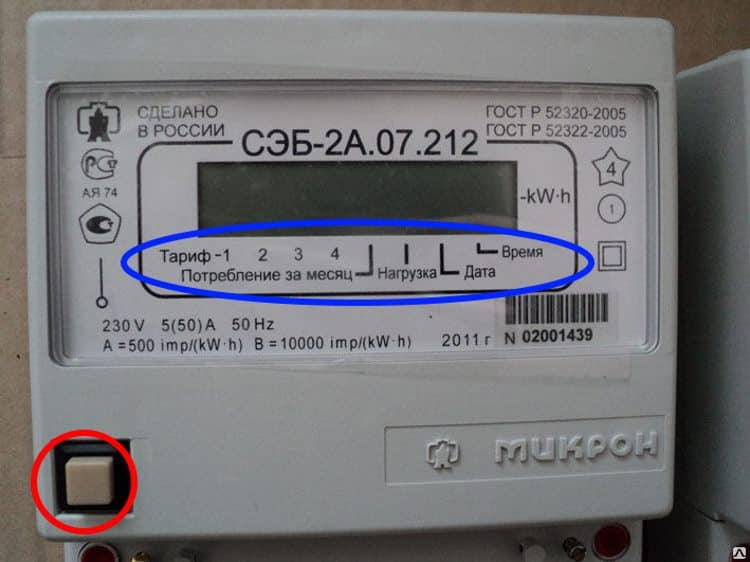 СДЕЛАНО
В РОССИИ
ГОСТ Р 52320-2005
ГОСТ Р 52322-2005
СЭБ-2А.07.212
РС
АЯ 74
4
-kW·h
1
Тариф -1 2 3 4
Время
Потребление за месяц
Нагрузка
Дата
230 V 5(50) A 50 Hz
A =500 imp/(kW·h) B =10000 imp/(kW·h)
2011 г
N 02001439
МИКРОН